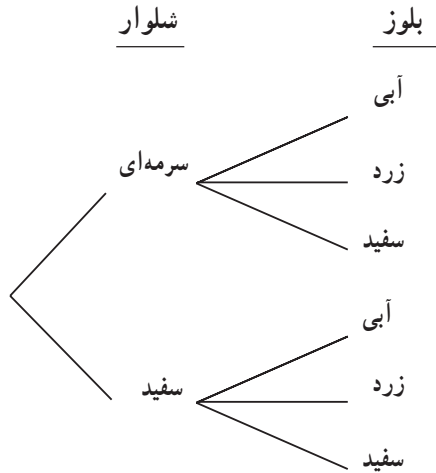 بلوز شلوار
آبی
سرمه‌ای
زرد
سفید
آبی
سفید
زرد
سفید